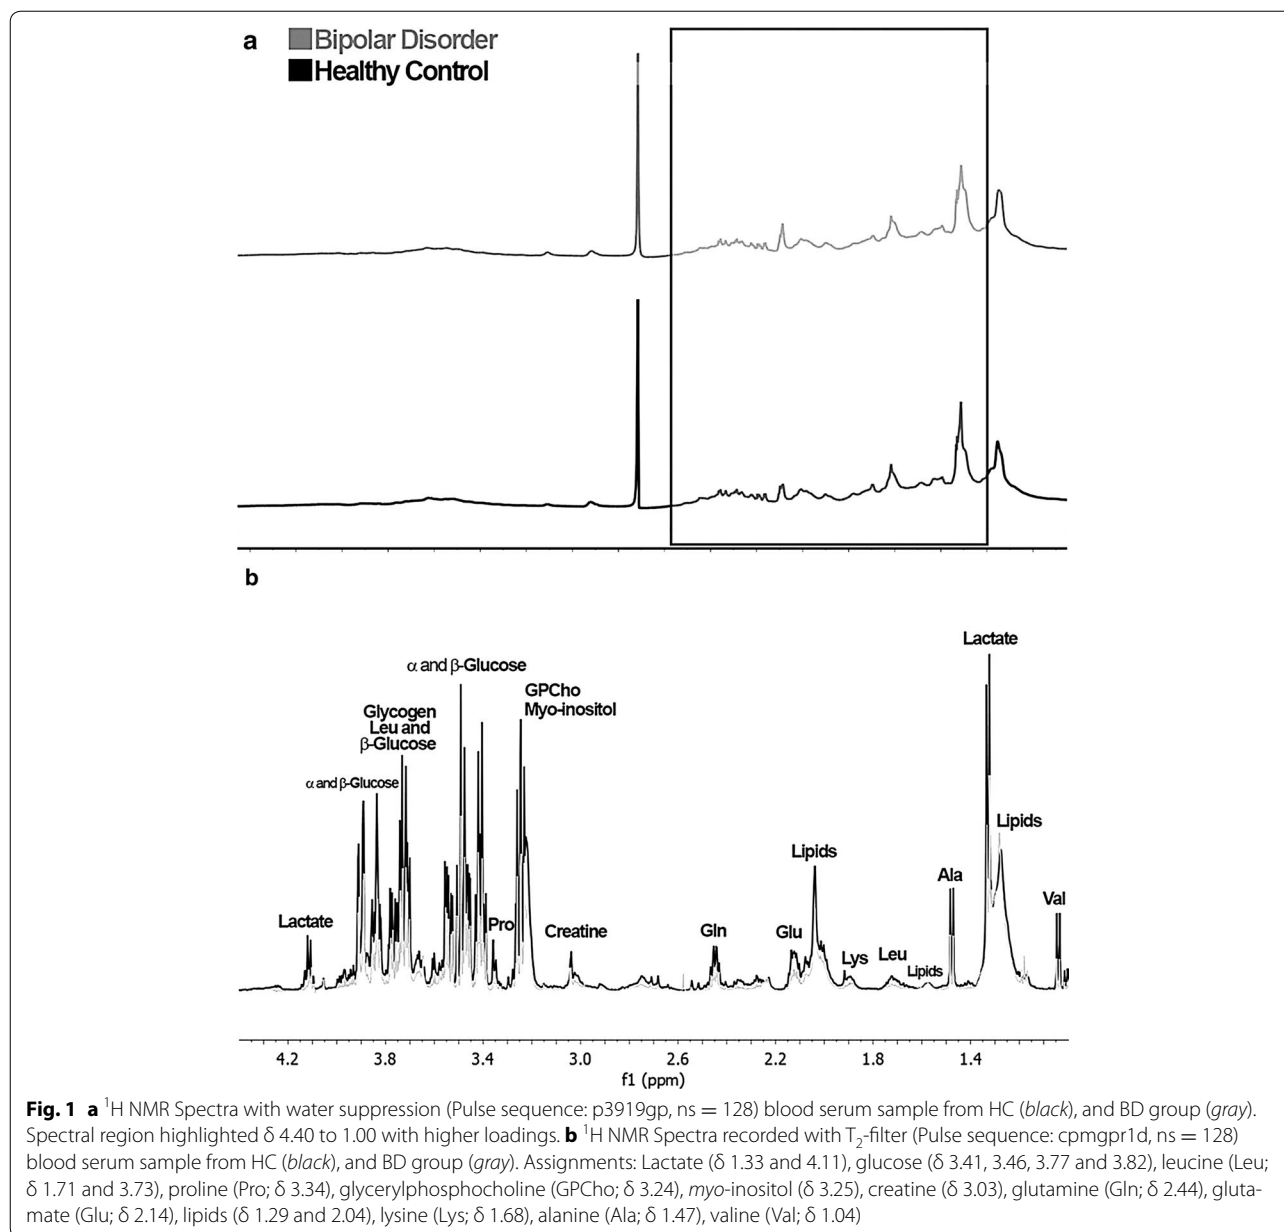 a
Bipolar Disorder
Healthy Control
b
Lactate
α and β-Glucose
GPCho
Myo-inositol
Glycogen
Leu and
β-Glucose
α and β-Glucose
Lipids
Lipids
Ala
Val
Lactate
Pro
Creatine
Gln
Glu
Lys
Leu
Lipids
4.2 3.8 3.4 3.0 2.6 2.2 1.8 1.4
f1 (ppm)
Fig. 1 a ¹H NMR Spectra with water suppression (Pulse sequence: p3919gp, ns = 128) blood serum sample from HC (black), and BD group (gray).
Spectral region highlighted δ 4.40 to 1.00 with higher loadings. b ¹H NMR Spectra recorded with T₂-filter (Pulse sequence: cpmgpr1d, ns = 128)
blood serum sample from HC (black), and BD group (gray). Assignments: Lactate (δ 1.33 and 4.11), glucose (δ 3.41, 3.46, 3.77 and 3.82), leucine (Leu;
δ 1.71 and 3.73), proline (Pro; δ 3.34), glycerylphosphocholine (GPCho; δ 3.24), myo-inositol (δ 3.25), creatine (δ 3.03), glutamine (Gln; δ 2.44), gluta-
mate (Glu; δ 2.14), lipids (δ 1.29 and 2.04), lysine (Lys; δ 1.68), alanine (Ala; δ 1.47), valine (Val; δ 1.04)